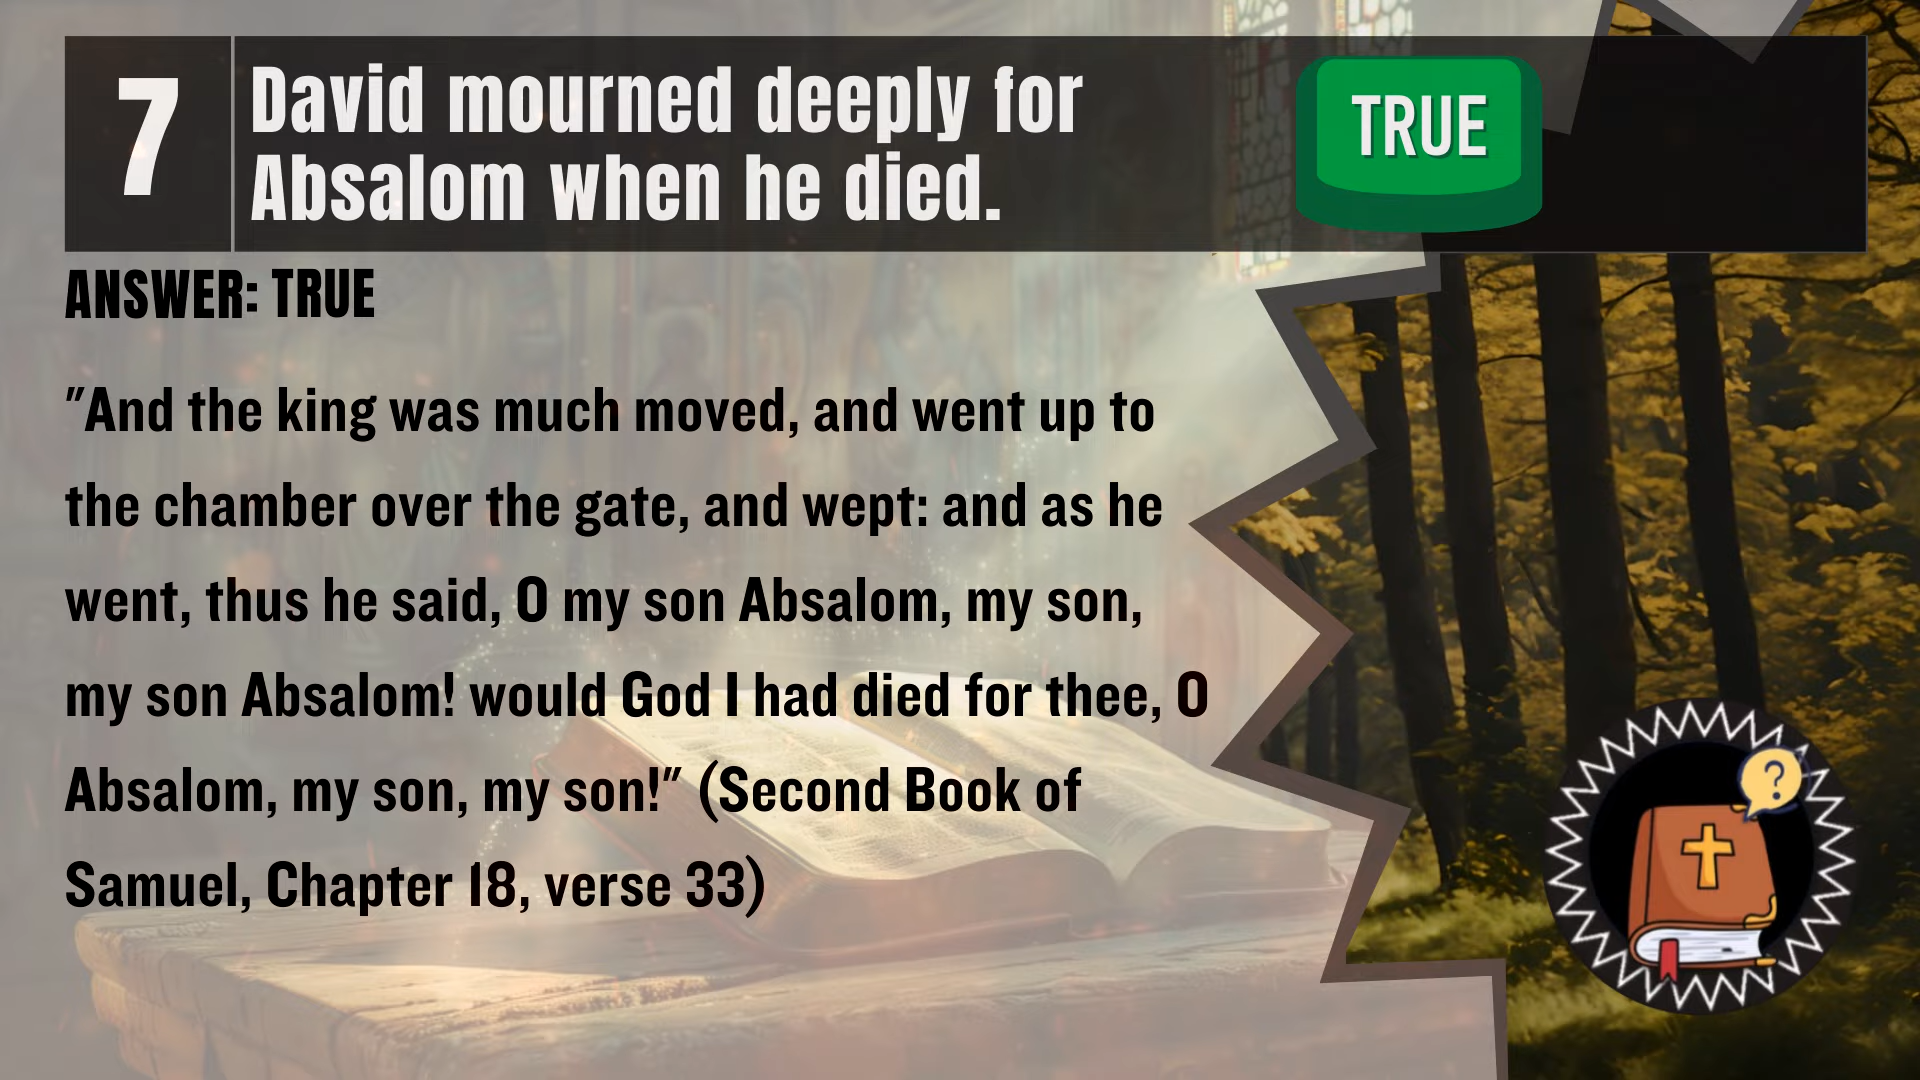 7
David mourned deeply for
Absalom when he died.
TRUE
ANSWER: TRUE
"And the king was much moved, and went up to
the chamber over the gate, and wept: and as he
went, thus he said, O my son Absalom, my son,
my son Absalom! would God I had died for thee, O
Absalom, my son, my son!" (Second Book of
Samuel, Chapter 18, verse 33)
?